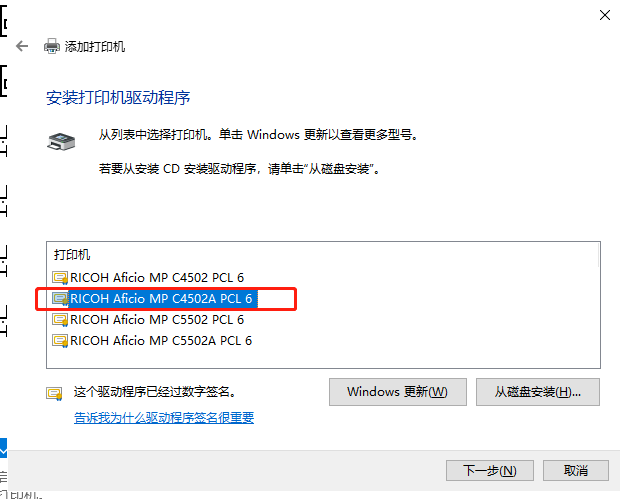 添加打印机
安装打印机驱动程序
从列表中选择打印机。单击 Windows 更新以查看更多型号。
若要从安装 CD 安装驱动程序，请单击“从磁盘安装”。
打印机
RICOH Aficio MP C4502 PCL 6
RICOH Aficio MP C4502A PCL 6
RICOH Aficio MP C5502 PCL 6
RICOH Aficio MP C5502A PCL 6
这个驱动程序已经过数字签名。
Windows 更新(W)
从磁盘安装(H)...
告诉我为什么驱动程序签名很重要
下一步(N)
取消
打印机。